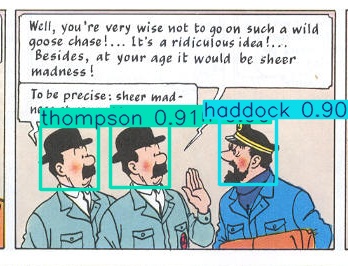 Well, you're very wise not to go on such a wild
goose chase!... It's a ridiculous idea!...
Besides, at your age it would be sheer
madness!
To be precise: sheer mad-
thompson 0.91
haddock 0.90